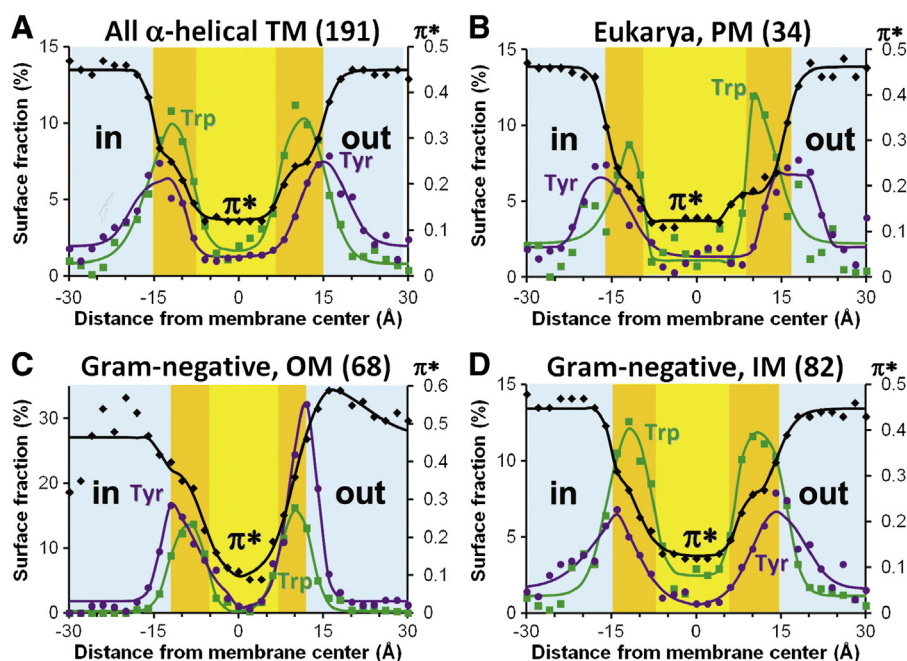 A All α-helical TM (191) π*
15 0.5
0.4
10 0.3
5 0.2
0.1
0 0
Surface fraction (%)
in out
Trp
Tyr
π*
-30 -15 0 15 30
Distance from membrane center (Å)
B Eukarya, PM (34) π*
15 0.5
0.4
10 0.3
5 0.2
0.1
0 0
Surface fraction (%)
in out
Trp
Tyr
π*
-30 -15 0 15 30
Distance from membrane center (Å)
C Gram-negative, OM (68) π*
0.6
30 0.5
0.4
20 0.3
10 0.2
0.1
0 0
Surface fraction (%)
in out
Tyr
π*
Trp
-30 -15 0 15 30
Distance from membrane center (Å)
D Gram-negative, IM (82) π*
15 0.5
0.4
10 0.3
5 0.2
0.1
0 0
Surface fraction (%)
in out
Trp
π*
Tyr
-30 -15 0 15 30
Distance from membrane center (Å)